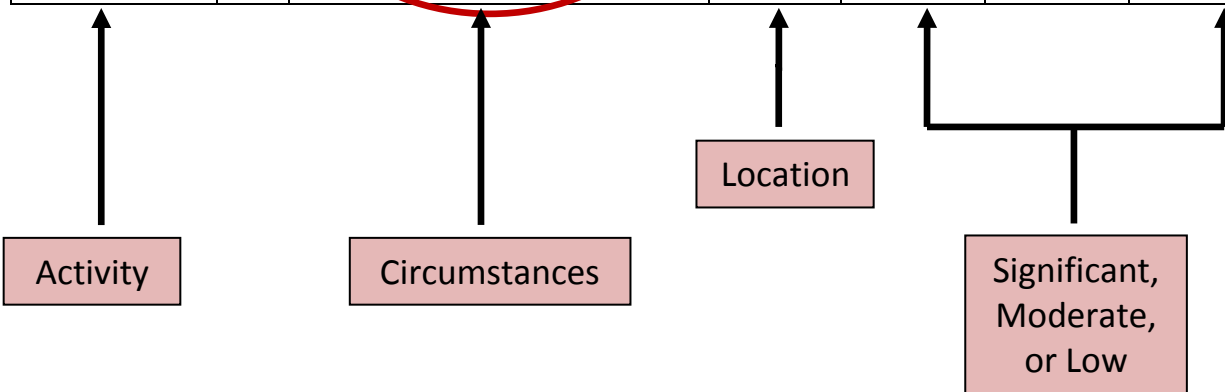 Location
Activity
Circumstances
Significant,
Moderate,
or Low